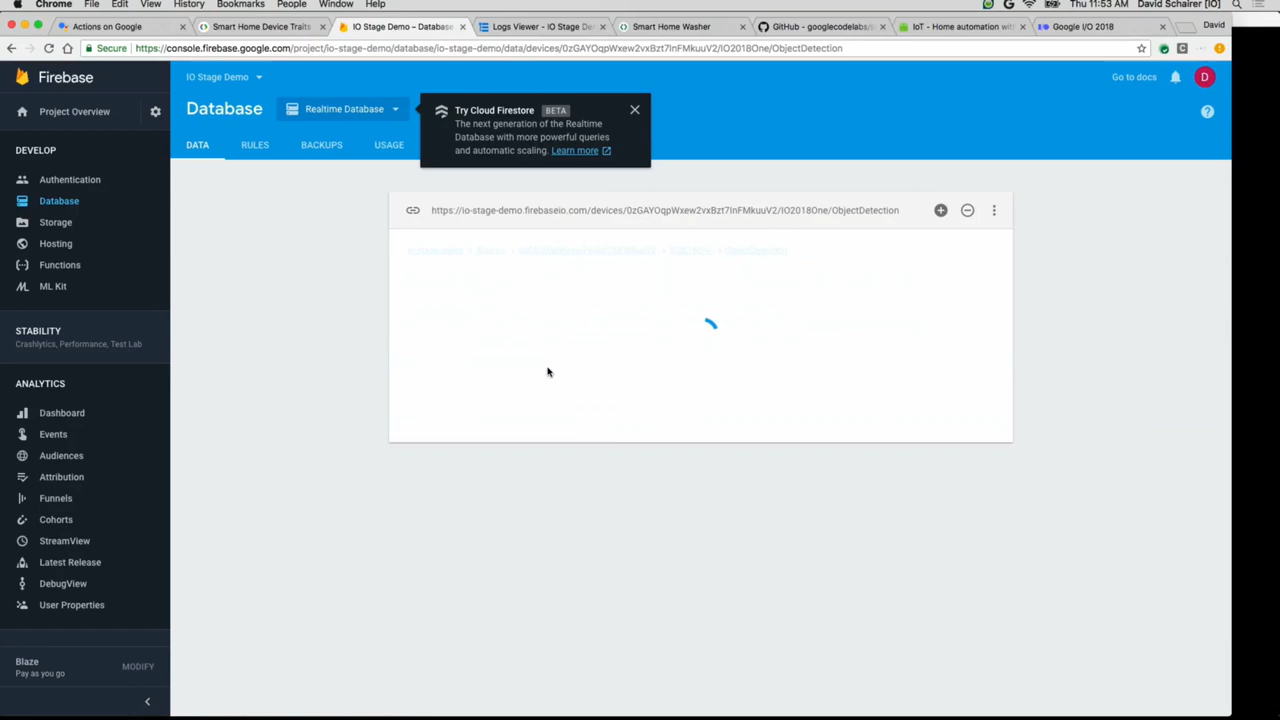 Chrome File Edit View History Bookmarks People Window Help Thu 11:53 AM David Schairer [IO]
Actions on Google Smart Home Device Traits IO Stage Demo – Database Logs Viewer - IO Stage De Smart Home Washer GitHub - googlecodelabs/s IoT - Home automation with Google I/O 2018 David
Secure https://console.firebase.google.com/project/io-stage-demo/database/io-stage-demo/data/devices/0zGAYOqpWxew2vxBzt7InFMkuuV2/IO2018One/ObjectDetection
Firebase
IO Stage Demo
Go to docs
D
Project Overview
Database
Realtime Database
Try Cloud Firestore BETA
The next generation of the Realtime
Database with more powerful queries
and automatic scaling. Learn more
DATA RULES BACKUPS USAGE
DEVELOP
Authentication
Database
Storage
Hosting
Functions
ML Kit
https://io-stage-demo.firebaseio.com/devices/0zGAYOqpWxew2vxBzt7InFMkuuV2/IO2018One/ObjectDetection
STABILITY
Crashlytics, Performance, Test Lab
ANALYTICS
Dashboard
Events
Audiences
Attribution
Funnels
Cohorts
StreamView
Latest Release
DebugView
User Properties
Blaze
Pay as you go
MODIFY